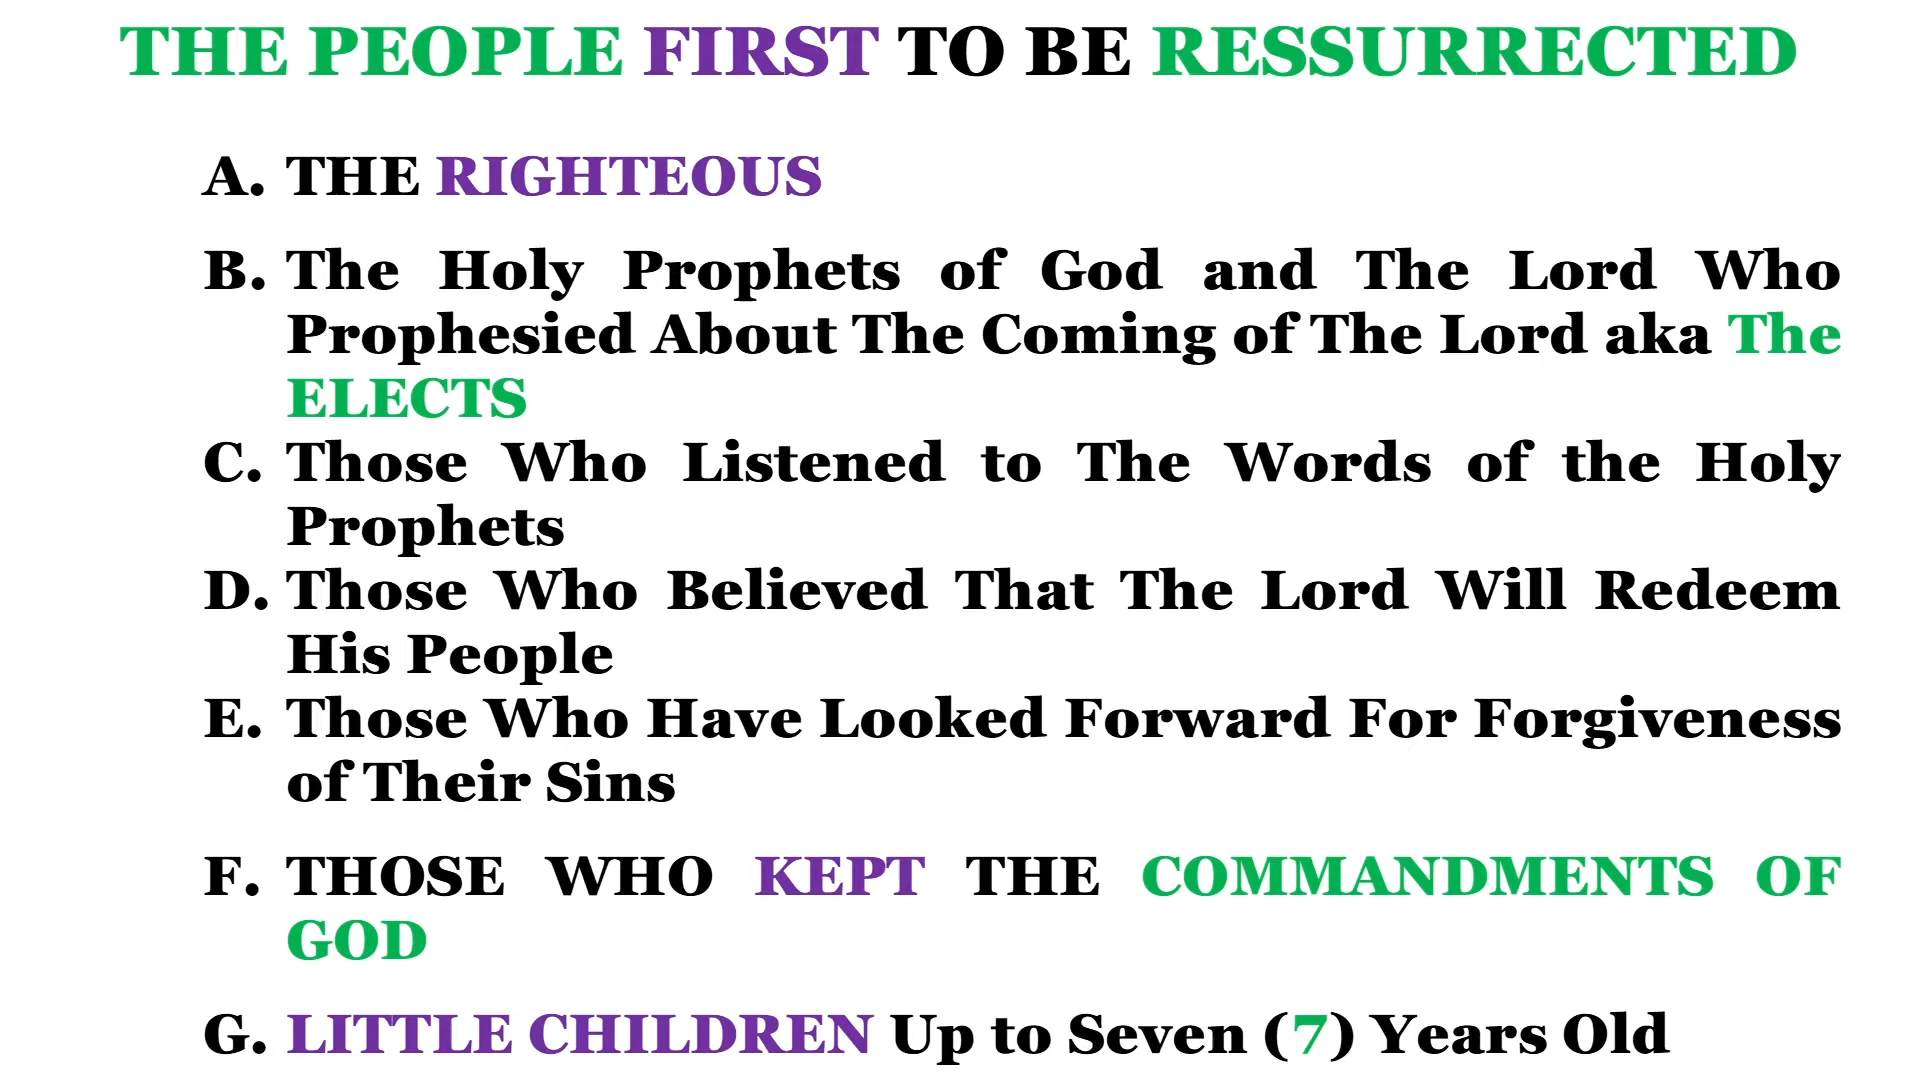 THE PEOPLE FIRST TO BE RESSURRECTED
A. THE RIGHTEOUS
B. The Holy Prophets of God and The Lord Who
Prophesied About The Coming of The Lord aka The
ELECTS
C. Those Who Listened to The Words of the Holy
Prophets
D. Those Who Believed That The Lord Will Redeem
His People
E. Those Who Have Looked Forward For Forgiveness
of Their Sins
F. THOSE WHO KEPT THE COMMANDMENTS OF
GOD
G. LITTLE CHILDREN Up to Seven (7) Years Old